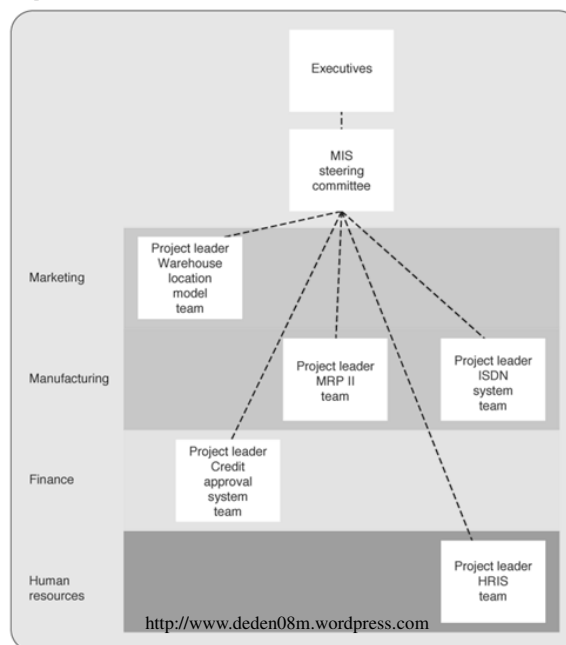 Executives
MIS
steering
committee
Marketing
Project leader
Warehouse
location
model
team
Manufacturing
Project leader
MRP II
team
Project leader
ISDN
system
team
Finance
Project leader
Credit
approval
system
team
Human
resources
Project leader
HRIS
team
http://www.deden08m.wordpress.com